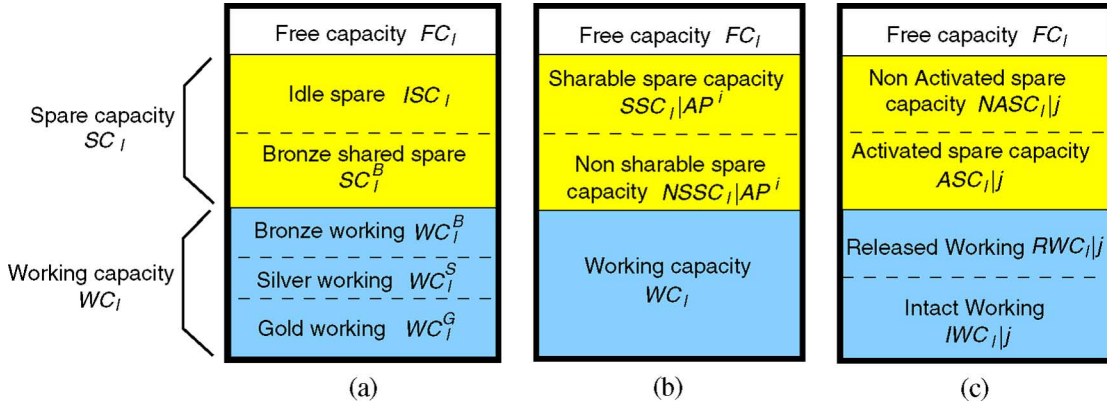 Spare capacity
SC_l
Working capacity
WC_l
Free capacity FC_l
Idle spare ISC_l
Bronze shared spare
SC_l^B
Bronze working WC_l^B
Silver working WC_l^S
Gold working WC_l^G
(a)
Free capacity FC_l
Sharable spare capacity
SSC_l|AP^i
Non sharable spare
capacity NSSC_l|AP^i
Working capacity
WC_l
(b)
Free capacity FC_l
Non Activated spare
capacity NASC_l|j
Activated spare capacity
ASC_l|j
Released Working RWC_l|j
Intact Working
IWC_l|j
(c)